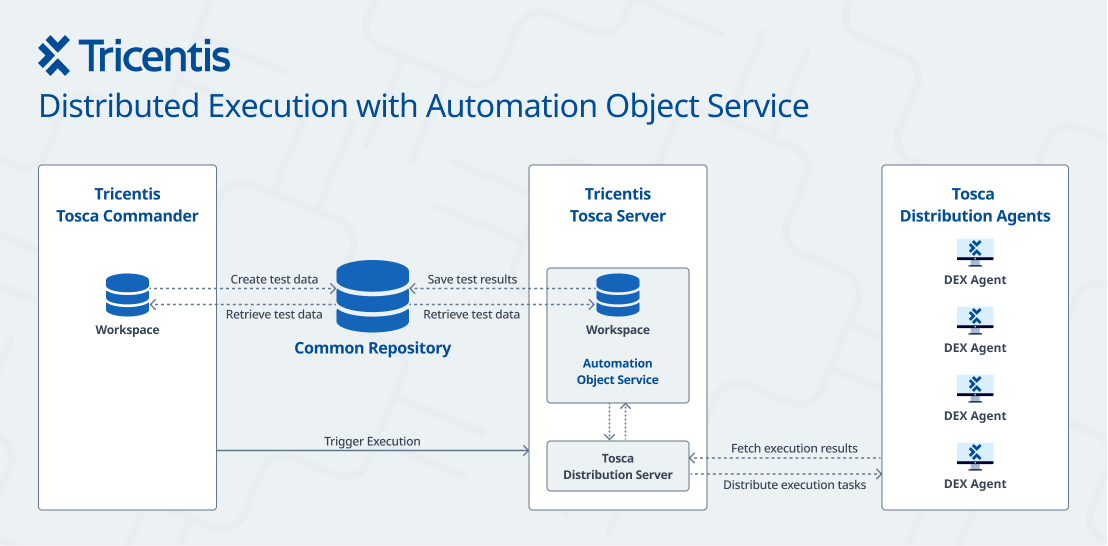 Tricentis
Distributed Execution with Automation Object Service
Tricentis
Tosca Commander
Workspace
Create test data
Retrieve test data
Common Repository
Save test results
Retrieve test data
Trigger Execution
Tricentis
Tosca Server
Workspace
Automation
Object Service
Tosca
Distribution Server
Fetch execution results
Distribute execution tasks
Tosca
Distribution Agents
DEX Agent
DEX Agent
DEX Agent
DEX Agent